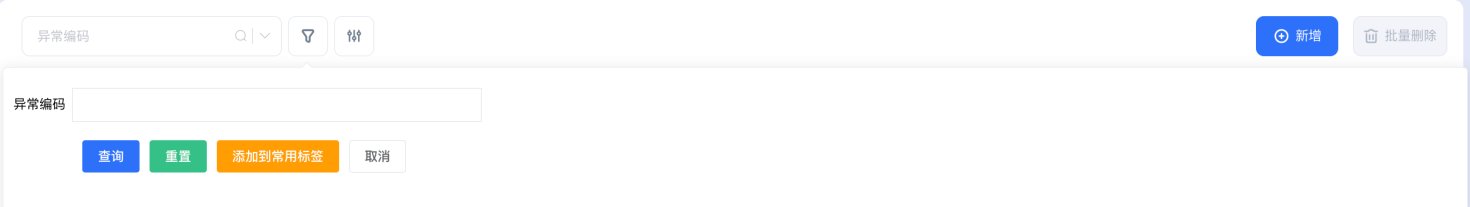 异常编码
新增
批量删除
异常编码
查询
重置
添加到常用标签
取消